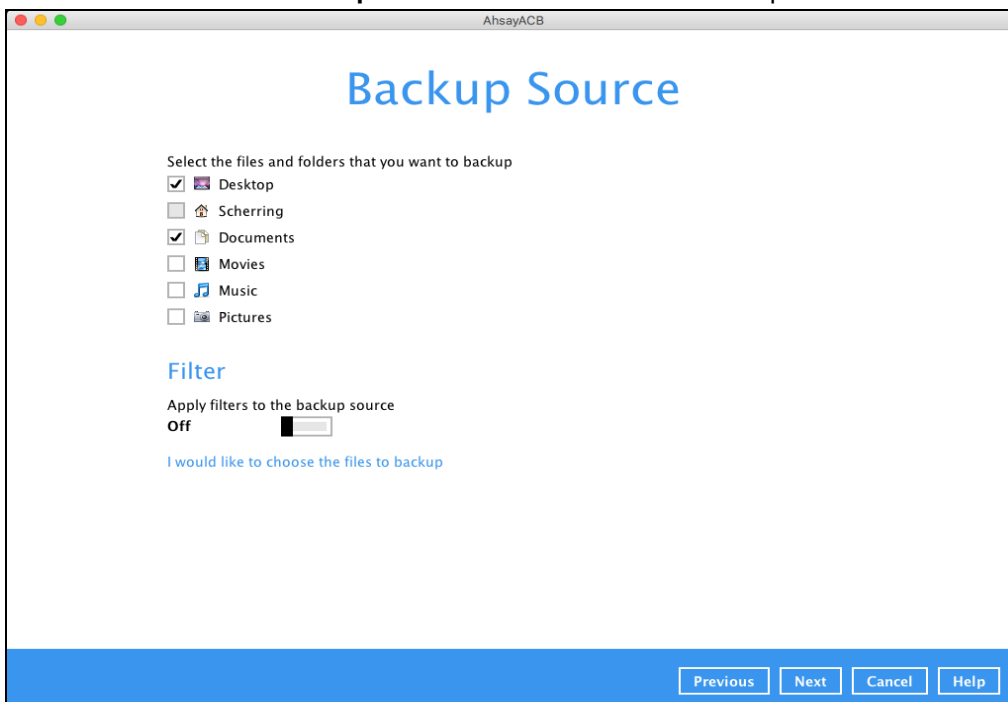 AhsayACB
Backup Source
Select the files and folders that you want to backup
Desktop
Scherring
Documents
Movies
Music
Pictures
Filter
Apply filters to the backup source
Off
I would like to choose the files to backup
Previous Next Cancel Help